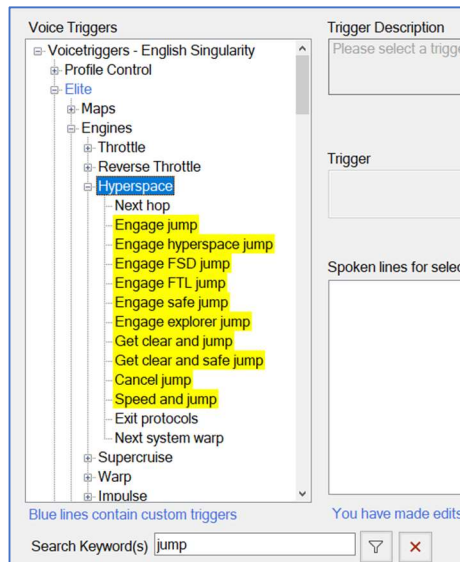 Voice Triggers
Voicetriggers - English Singularity
Profile Control
Elite
Maps
Engines
Throttle
Reverse Throttle
Hyperspace
Next hop
Engage jump
Engage hyperspace jump
Engage FSD jump
Engage FTL jump
Engage safe jump
Engage explorer jump
Get clear and jump
Get clear and safe jump
Cancel jump
Speed and jump
Exit protocols
Next system warp
Supercruise
Warp
Impulse
Blue lines contain custom triggers
Search Keyword(s) jump
Trigger Description
Please select a trigge
Trigger
Spoken lines for selec
You have made edits